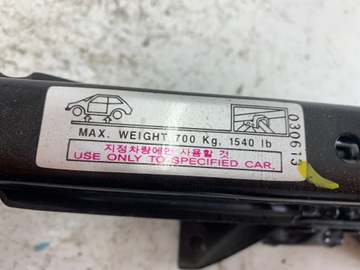 MAX. WEIGHT 700 Kg, 1540 lb
지정차량에만 사용할 것
USE ONLY TO SPECIFIED CAR.
030613